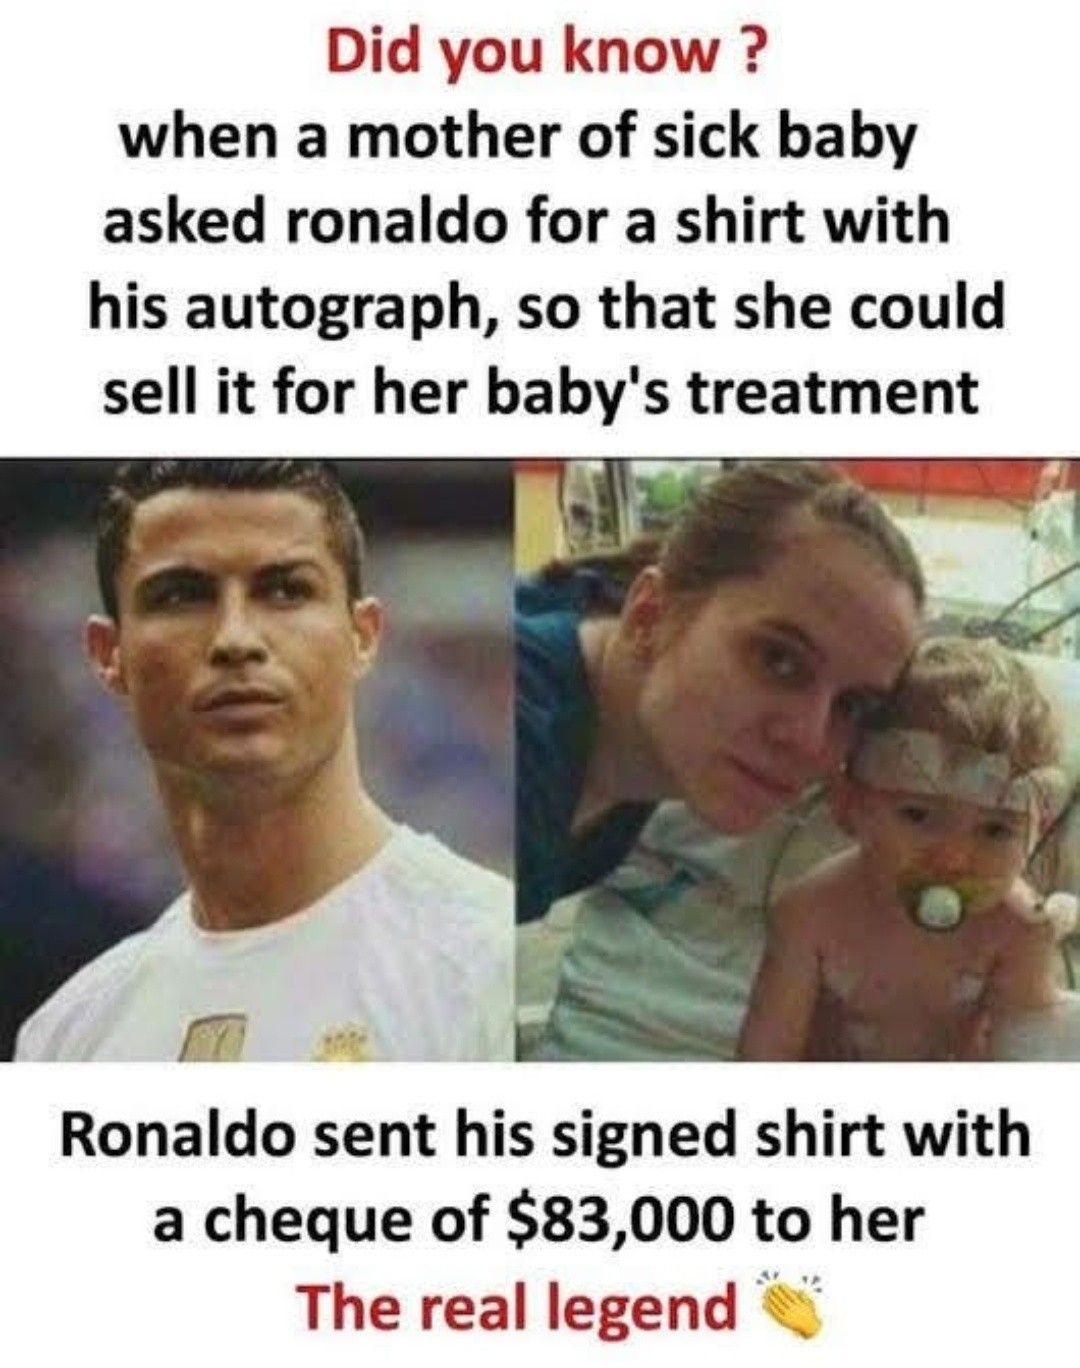 Did you know ?
when a mother of sick baby
asked ronaldo for a shirt with
his autograph, so that she could
sell it for her baby's treatment
Ronaldo sent his signed shirt with
a cheque of $83,000 to her
The real legend 👏